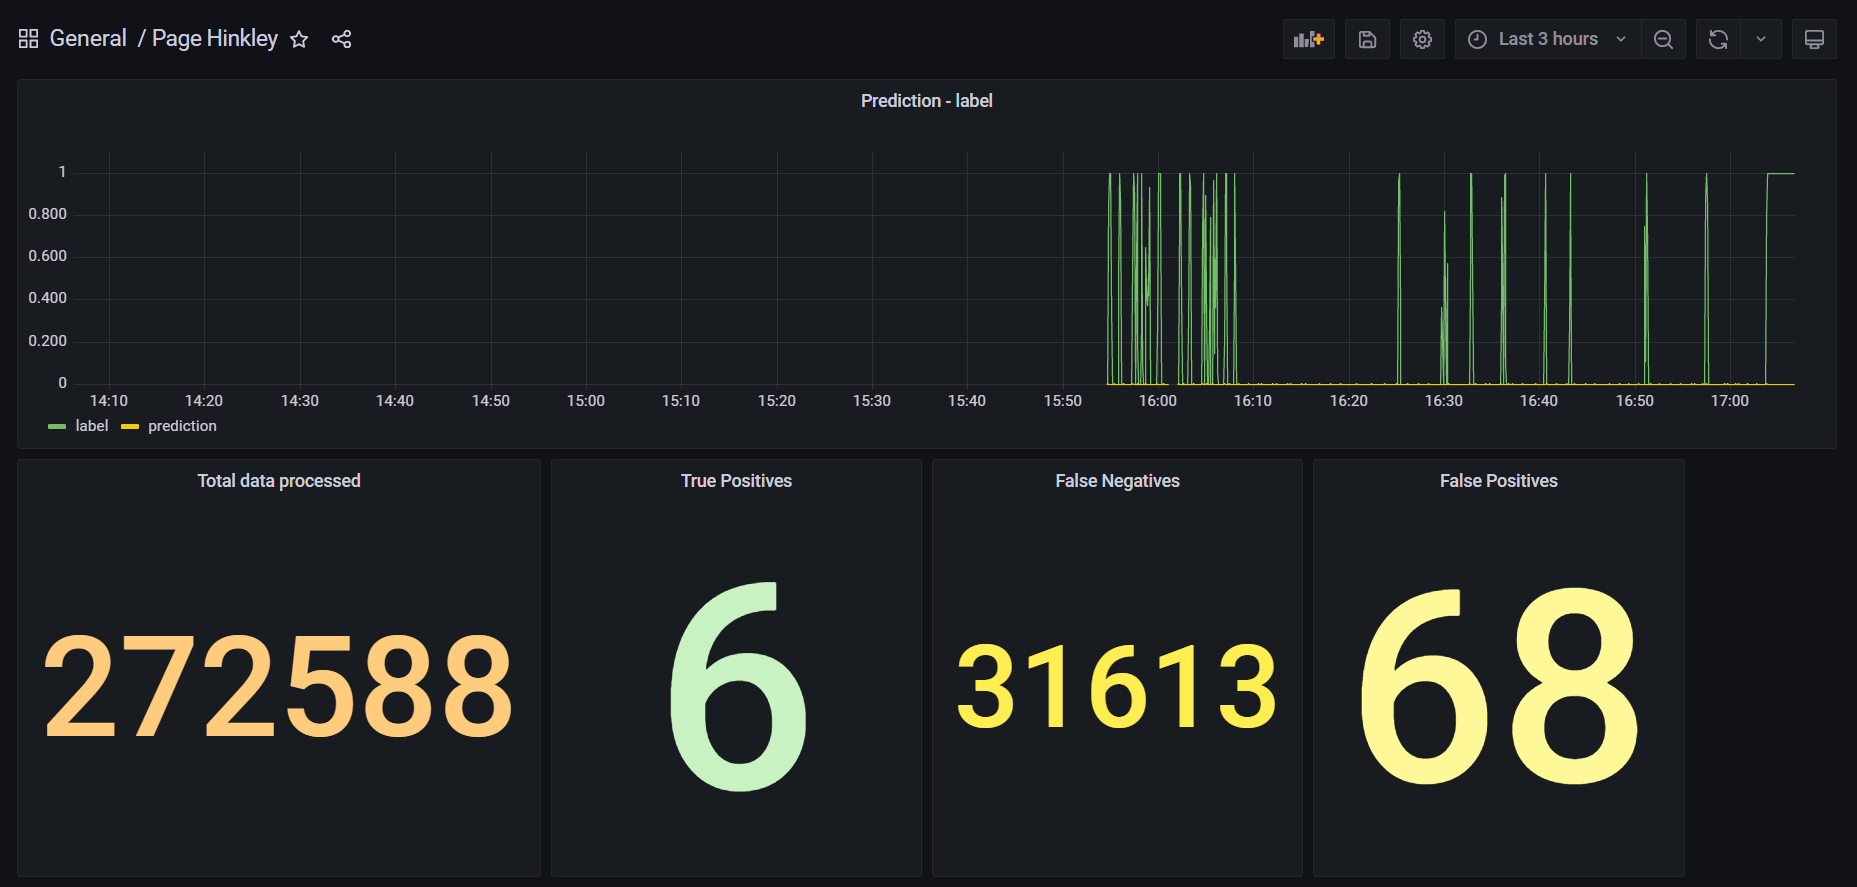 General / Page Hinkley
Last 3 hours
Prediction - label
1
0.800
0.600
0.400
0.200
0
14:10 14:20 14:30 14:40 14:50 15:00 15:10 15:20 15:30 15:40 15:50 16:00 16:10 16:20 16:30 16:40 16:50 17:00
label prediction
Total data processed
272588
True Positives
6
False Negatives
31613
False Positives
68